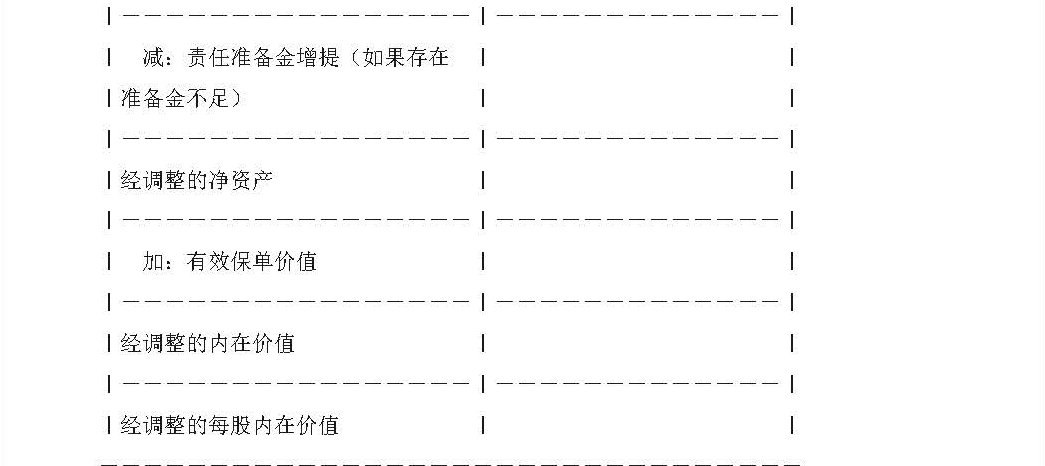 减：责任准备金增提（如果存在
准备金不足）
经调整的净资产
加：有效保单价值
经调整的内在价值
经调整的每股内在价值